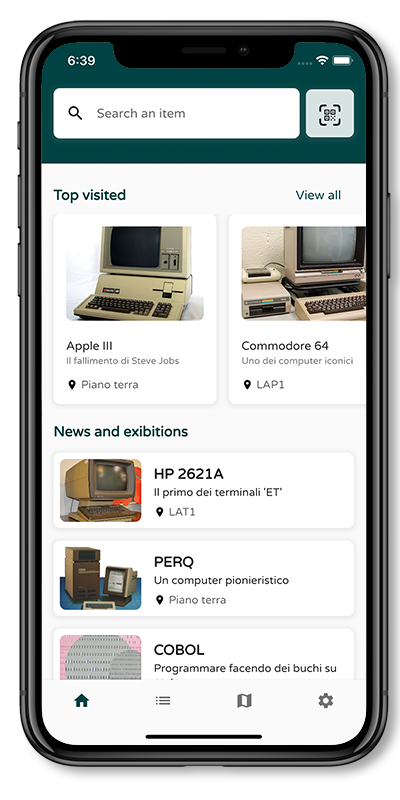 6:39
Search an item
Top visited
View all
Apple III
Il fallimento di Steve Jobs
Piano terra
Commodore 64
Uno dei computer iconici
LAP1
News and exibitions
HP 2621A
Il primo dei terminali 'ET'
LAT1
PERQ
Un computer pionieristico
Piano terra
COBOL
Programmare facendo dei buchi su